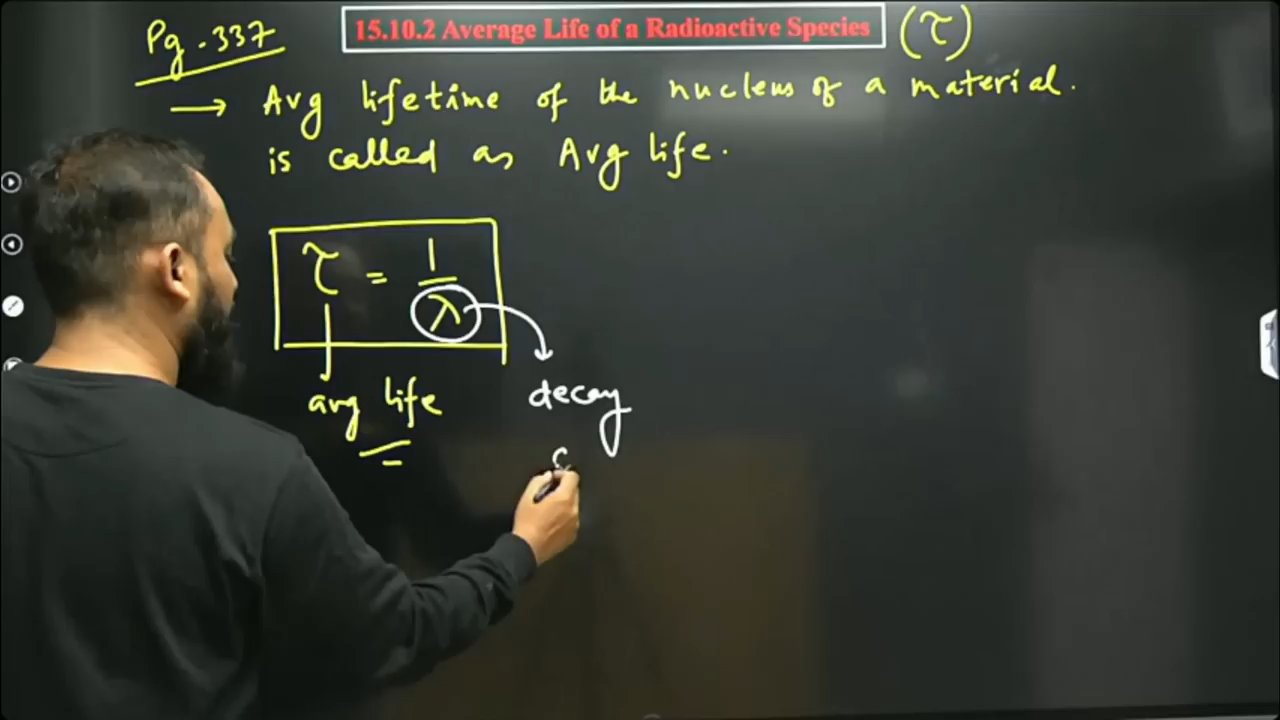 Pg. 337
15.10.2 Average Life of a Radioactive Species (τ)
→ Avg lifetime of the nucleus of a material.
is called as Avg life.
τ = 1/λ
avg life
decay
c